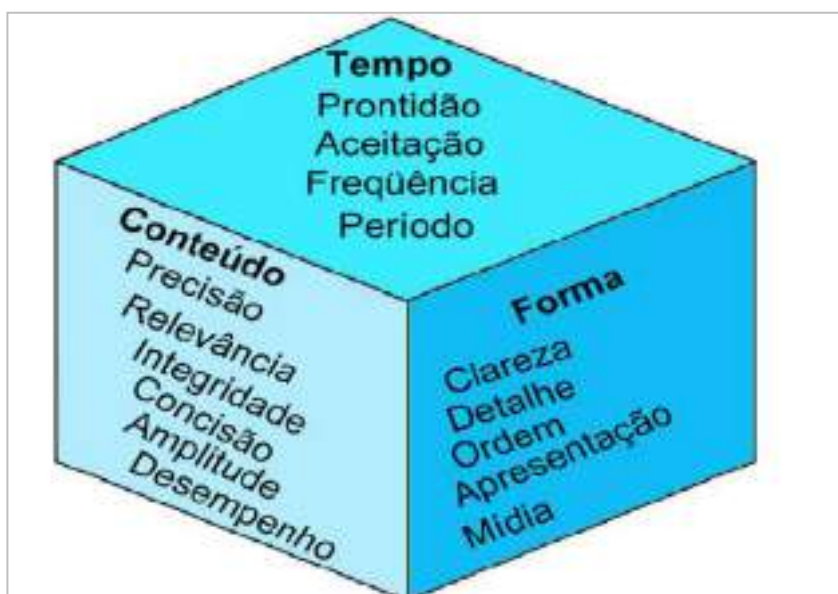 Tempo
Prontidão
Aceitação
Freqüência
Periodo
Conteúdo
Precisão
Relevância
Integridade
Concisão
Amplitude
Desempenho
Forma
Clareza
Detalhe
Ordem
Apresentação
Mídia